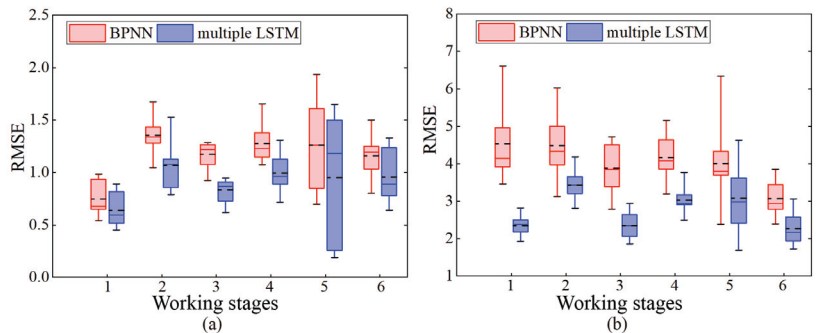 BPNN multiple LSTM
2.5
2.0
1.5
1.0
0.5
0.0
RMSE
1 2 3 4 5 6
Working stages
(a)
BPNN multiple LSTM
8
7
6
5
4
3
2
1
RMSE
1 2 3 4 5 6
Working stages
(b)